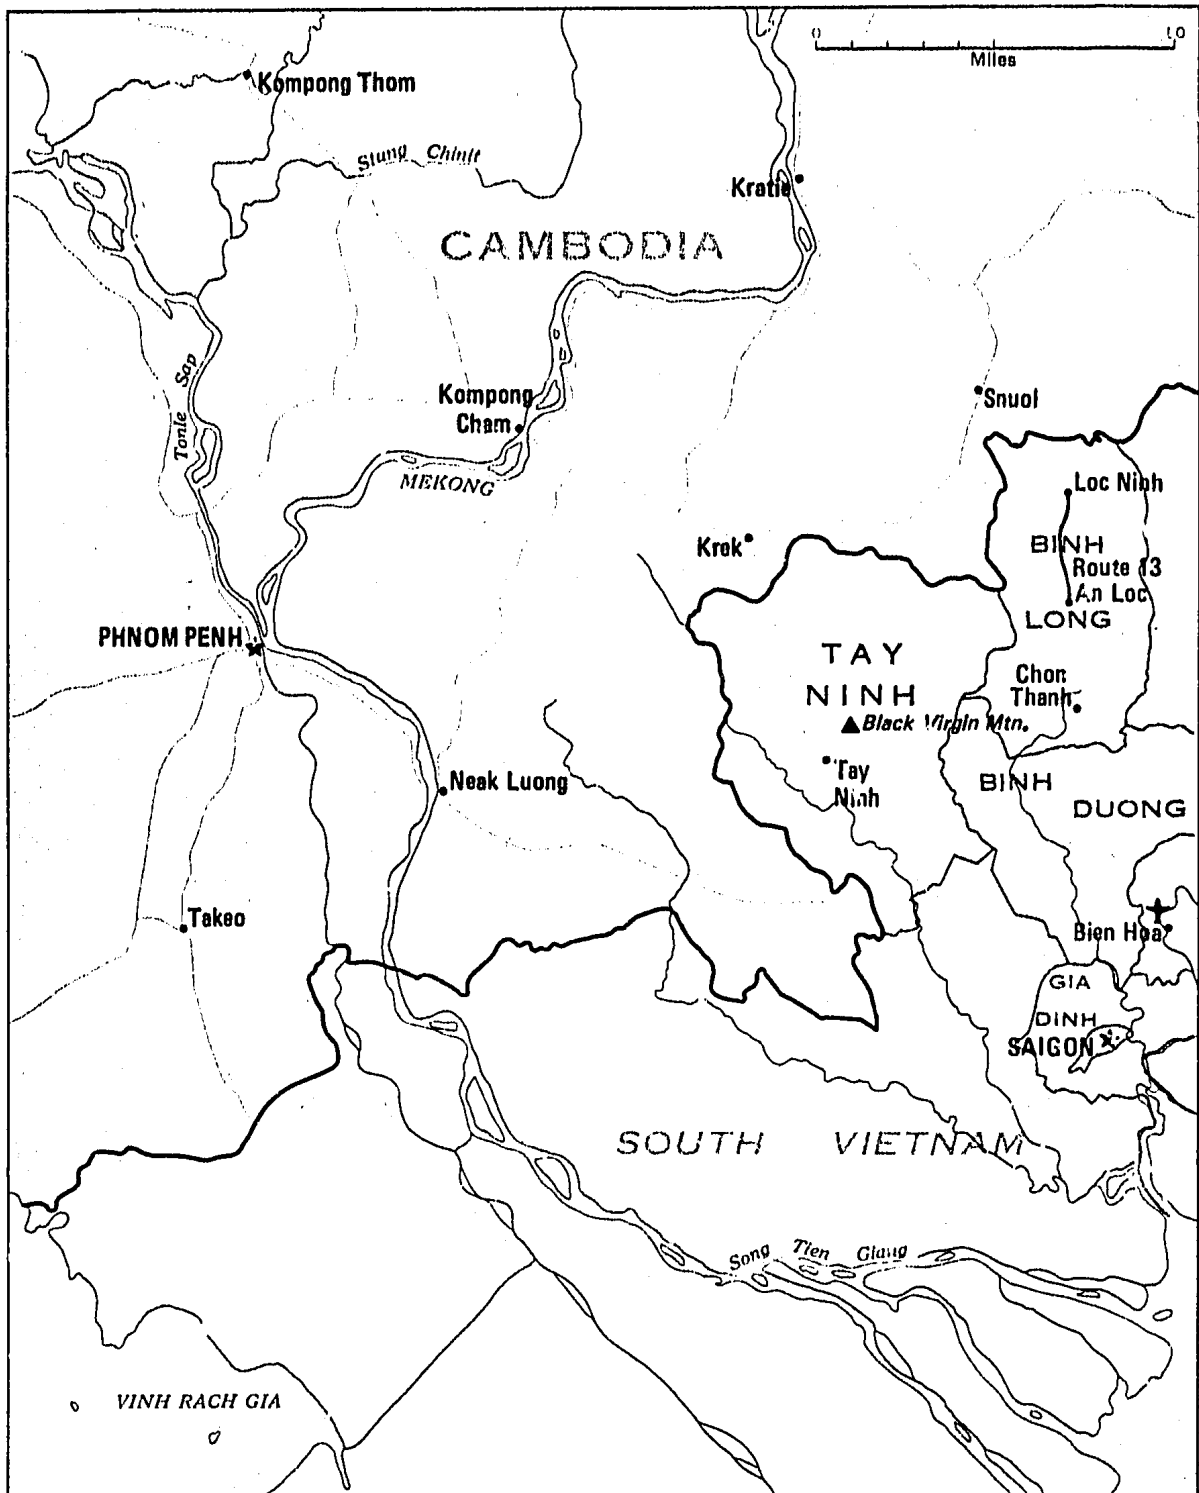 0 10
Miles
Kompong Thom
Stung Chinit
Kratie
CAMBODIA
Tonle Sap
Kompong
Cham
Snuol
MEKONG
Loc Ninh
BINH
Krek
Route 13
An Loc
LONG
PHNOM PENH
TAY
NINH
Chon
Thanh
Black Virgin Mtn.
Neak Luong
Tay
Ninh
BINH
DUONG
Takeo
Bien Hoa
GIA
DINH
SAIGON
SOUTH VIETNAM
Song Tien Giang
VINH RACH GIA